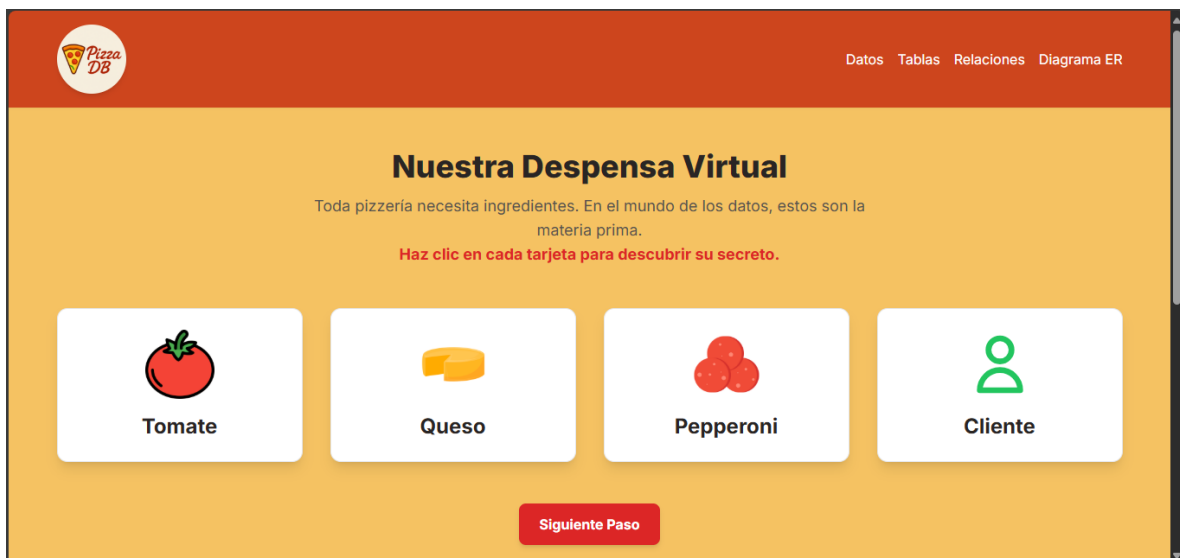 Pizza
DB
Datos Tablas Relaciones Diagrama ER
Nuestra Despensa Virtual
Toda pizzería necesita ingredientes. En el mundo de los datos, estos son la
materia prima.
Haz clic en cada tarjeta para descubrir su secreto.
Tomate
Queso
Pepperoni
Cliente
Siguiente Paso